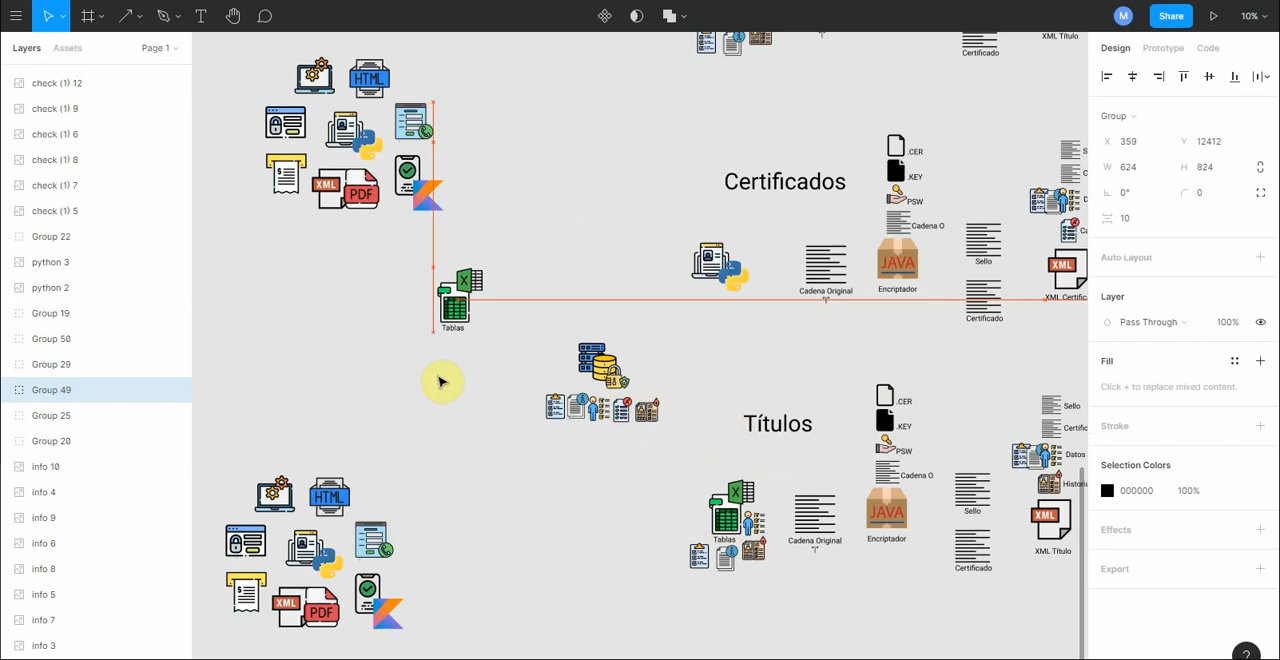 M
Share
10%
Layers
Assets
Page 1
check (1) 12
check (1) 9
check (1) 6
check (1) 8
check (1) 7
check (1) 5
Group 22
python 3
python 2
Group 19
Group 50
Group 29
Group 49
Group 25
Group 20
info 10
info 4
info 9
info 6
info 8
info 5
info 7
info 3
HTML
XML
PDF
Tablas
Certificado
XML Título
Certificados
.CER
.KEY
PSW
Cadena O
Cadena Original
JAVA
Encriptador
Sello
Certificado
XML
Títulos
.CER
.KEY
PSW
Cadena O
Tablas
Cadena Original
JAVA
Encriptador
Sello
Certificado
Sello
Datos
XML
XML Título
HTML
XML
PDF
Design
Prototype
Code
Group
X 359
Y 12412
W 624
H 824
0°
0
10
Auto Layout
Layer
Pass Through
100%
Fill
Click + to replace mixed content.
Stroke
Selection Colors
000000
100%
Effects
Export
?